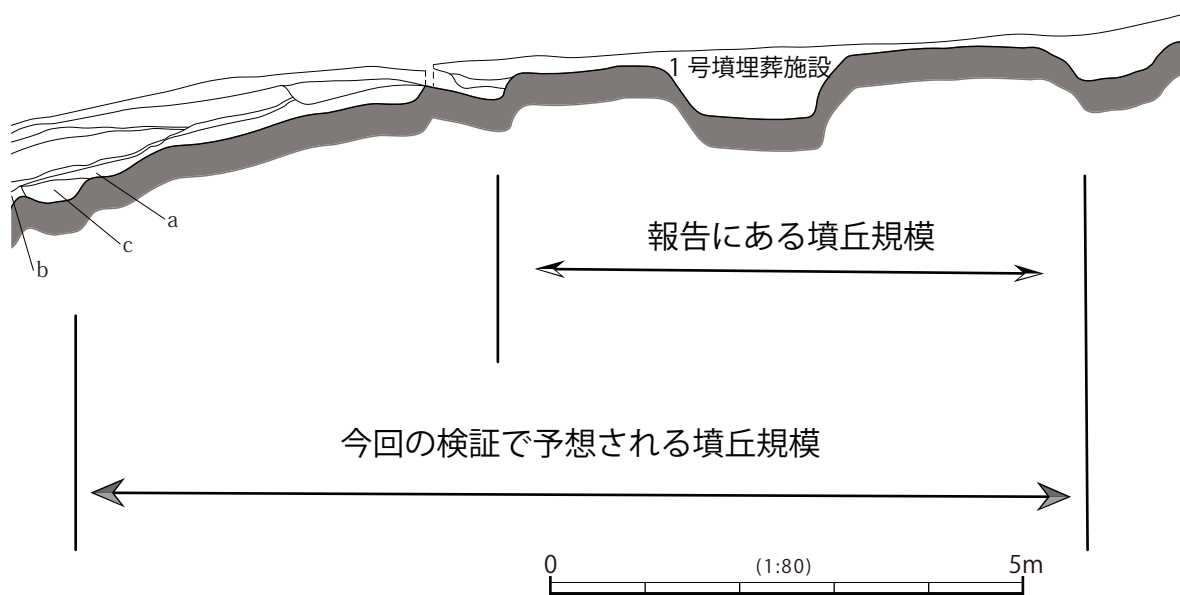 1 号墳埋葬施設
a
c
b
報告にある墳丘規模
今回の検証で予想される墳丘規模
0 (1:80) 5m